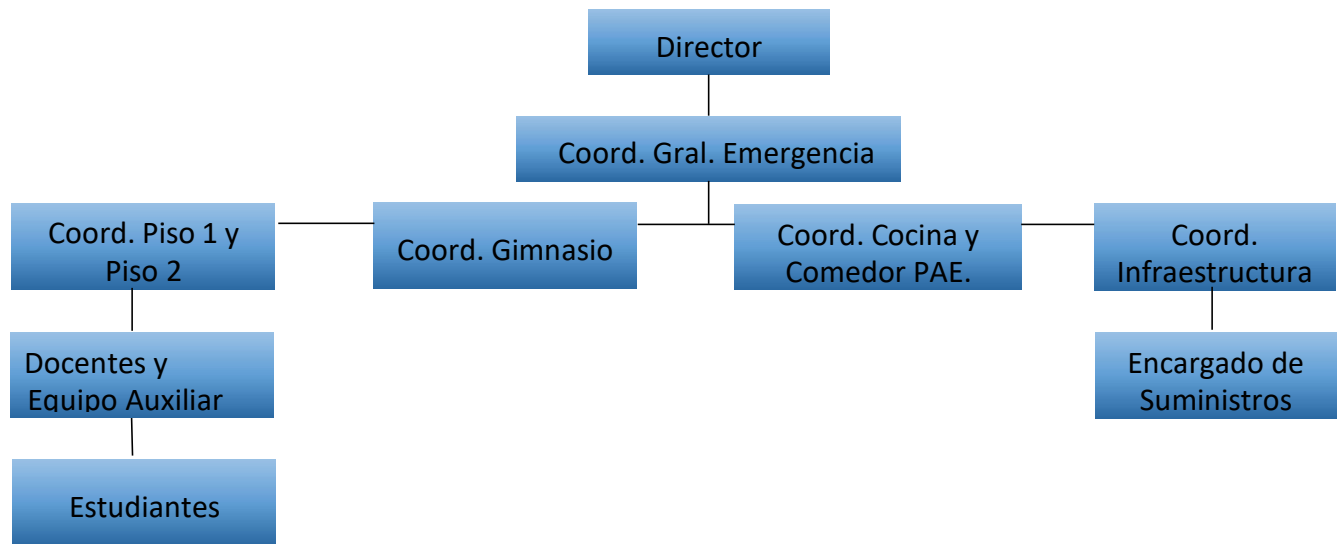 Director
Coord. Gral. Emergencia
Coord. Piso 1 y
Piso 2
Coord. Gimnasio
Coord. Cocina y
Comedor PAE.
Coord.
Infraestructura
Docentes y
Equipo Auxiliar
Encargado de
Suministros
Estudiantes